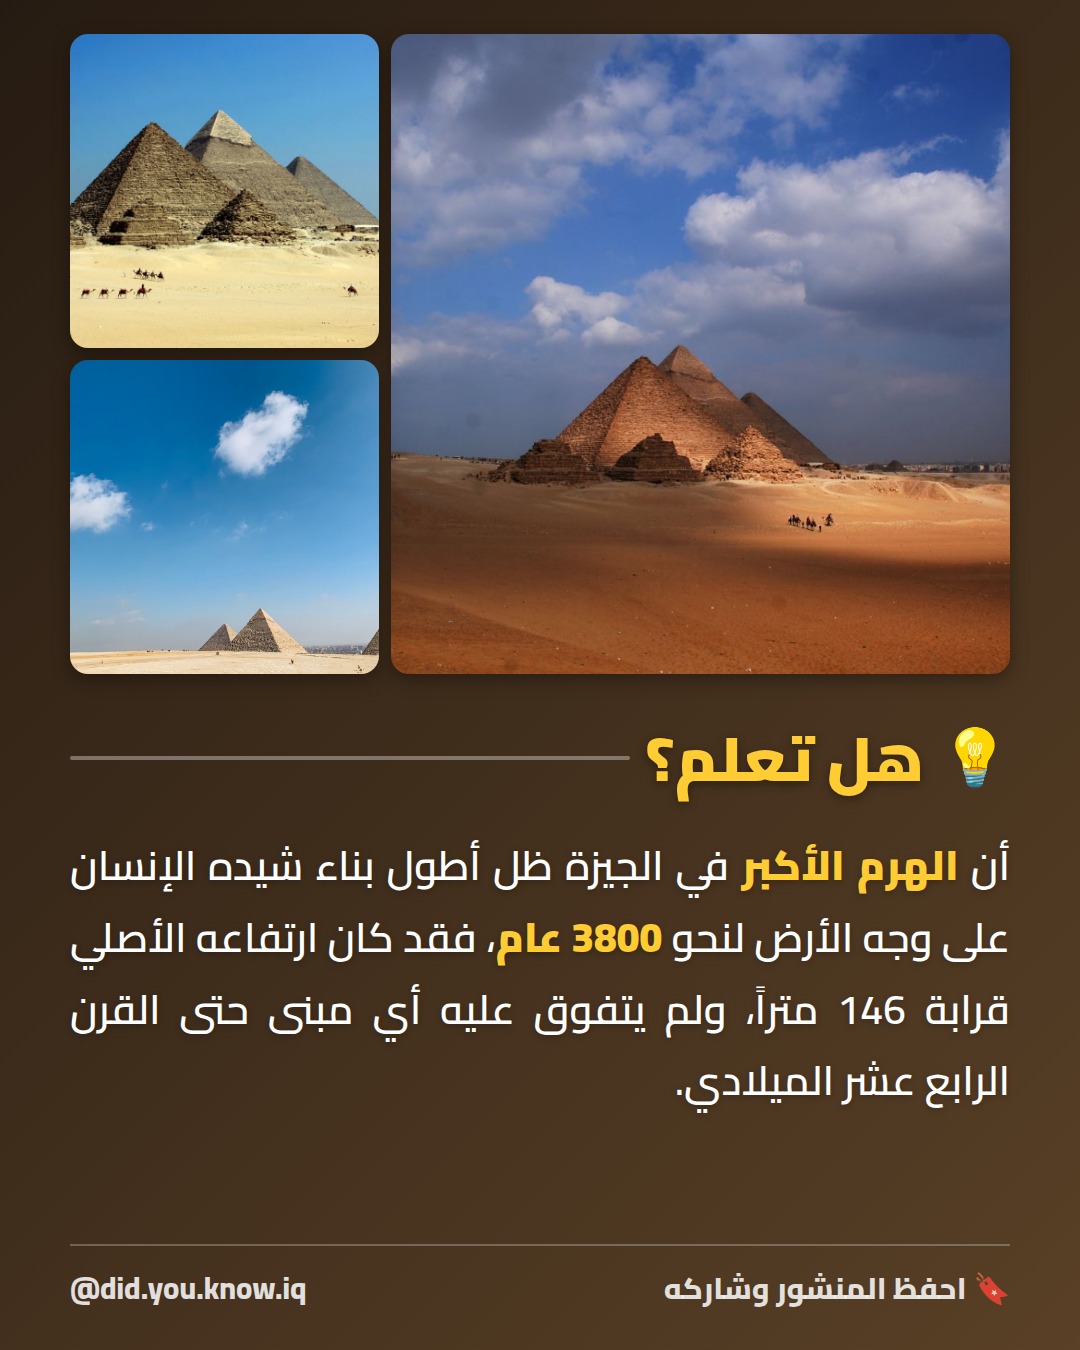 هل تعلم؟
أن الهرم الأكبر في الجيزة ظل أطول بناء شيده الإنسان
على وجه الأرض لنحو 3800 عام، فقد كان ارتفاعه الأصلي
قرابة 146 متراً، ولم يتفوق عليه أي مبنى حتى القرن
الرابع عشر الميلادي.
احفظ المنشور وشاركه
@did.you.know.iq